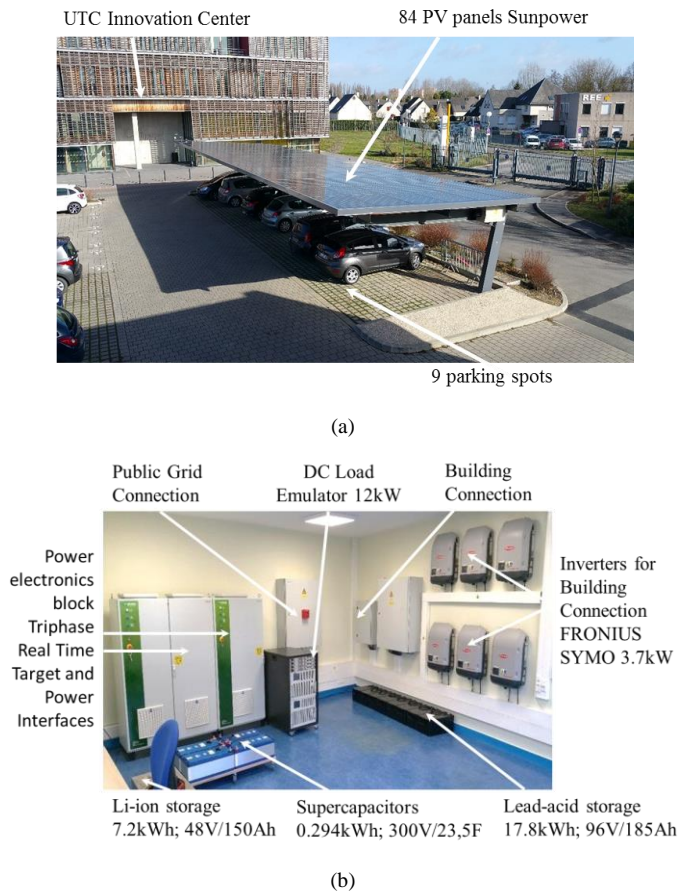 UTC Innovation Center
84 PV panels Sunpower
REE
9 parking spots
(a)
Public Grid
Connection
DC Load
Emulator 12kW
Building
Connection
Power
electronics
block
Triphase
Real Time
Target and
Power
Interfaces
Inverters for
Building
Connection
FRONIUS
SYMO 3.7kW
Li-ion storage
7.2kWh; 48V/150Ah
Supercapacitors
0.294kWh; 300V/23,5F
Lead-acid storage
17.8kWh; 96V/185Ah
(b)